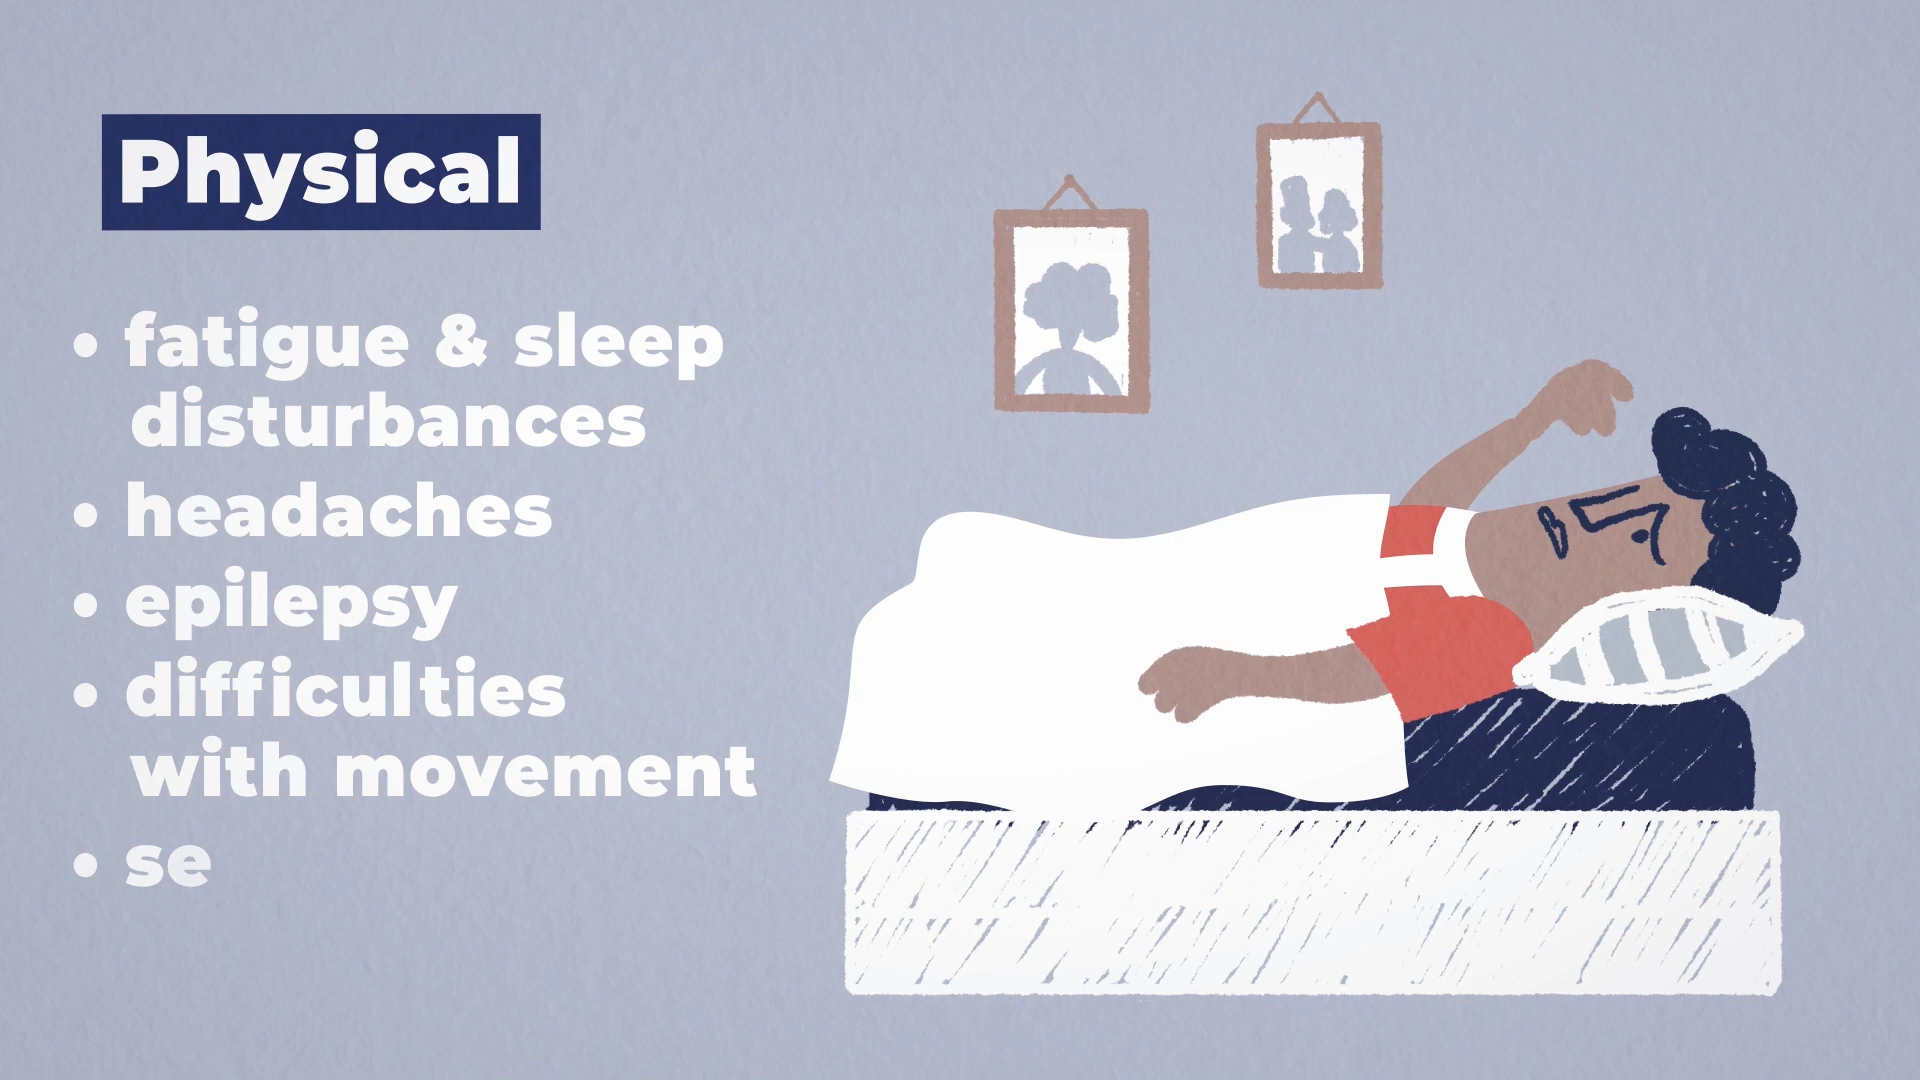 Physical
• fatigue & sleep
disturbances
• headaches
• epilepsy
• difficulties
with movement
• se